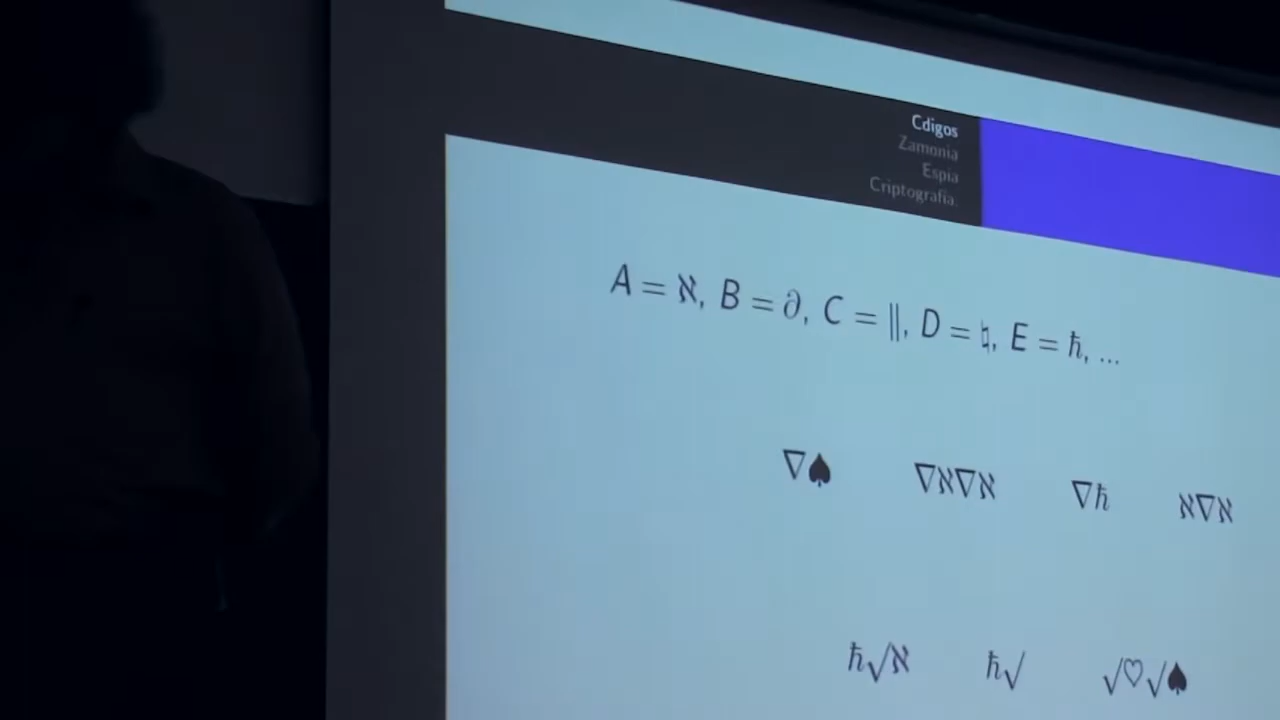 Cdigos
Zamonia
Espia
Criptografia.
A = ℵ, B = ∂, C = ∥, D = ♮, E = ℏ, ...
∇♠ ∇ℵ∇ℵ ∇ℏ ℵ∇ℵ
ℏ√ℵ ℏ√ √♡√♠